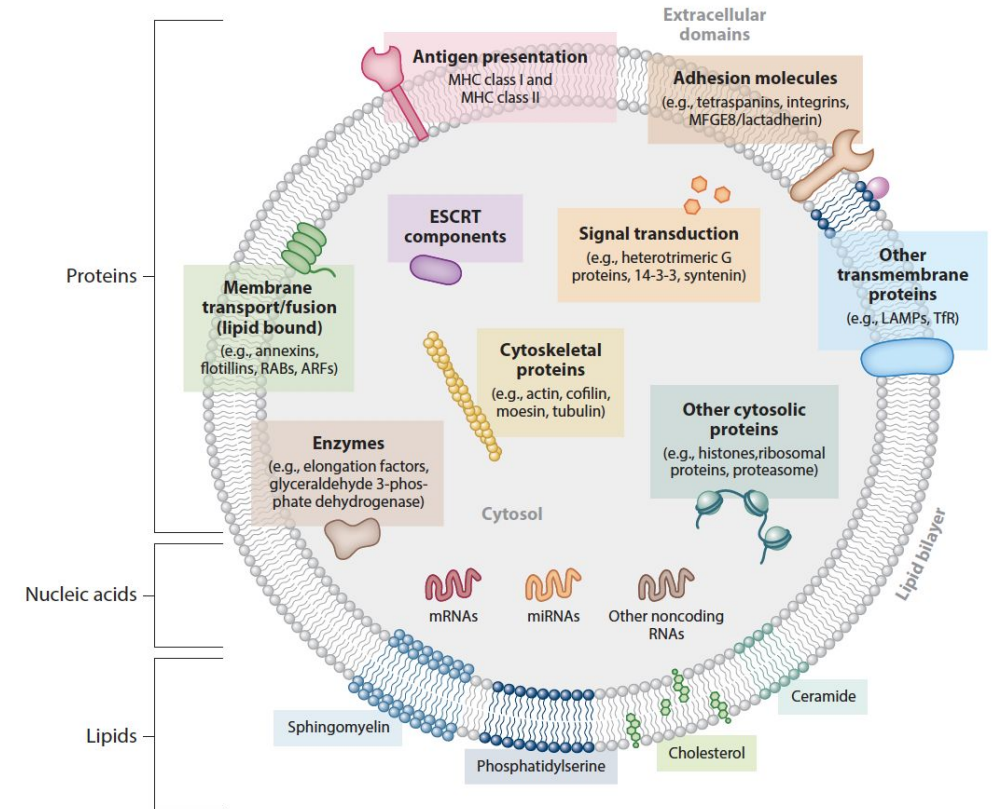 Extracellular
domains
Antigen presentation
MHC class I and
MHC class II
Adhesion molecules
(e.g., tetraspanins, integrins,
MFGE8/lactadherin)
ESCRT
components
Signal transduction
(e.g., heterotrimeric G
proteins, 14-3-3, syntenin)
Other
transmembrane
proteins
(e.g., LAMPs, TfR)
Proteins
Membrane
transport/fusion
(lipid bound)
(e.g., annexins,
flotillins, RABs, ARFs)
Cytoskeletal
proteins
(e.g., actin, cofilin,
moesin, tubulin)
Other cytosolic
proteins
(e.g., histones,ribosomal
proteins, proteasome)
Enzymes
(e.g., elongation factors,
glyceraldehyde 3-phos-
phate dehydrogenase)
Cytosol
Lipid bilayer
Nucleic acids
mRNAs
miRNAs
Other noncoding
RNAs
Lipids
Sphingomyelin
Phosphatidylserine
Cholesterol
Ceramide